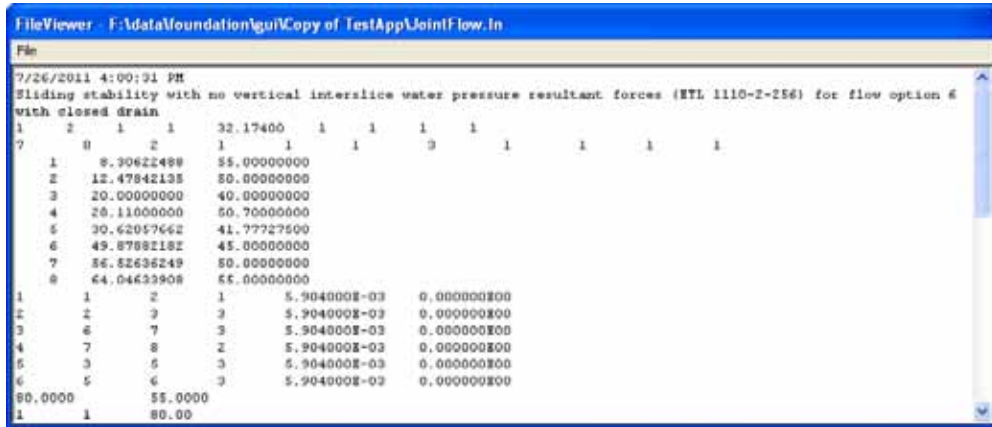 FileViewer - F:\data\foundation\gui\Copy of TestApp\JointFlow.In
File
7/26/2011 4:00:31 PM
Sliding stability with no vertical interslice water pressure resultant forces (ETL 1110-2-256) for flow option 6
with closed drain
1 2 1 1 32.17400 1 1 1 1
7 8 2 1 1 1 3 1 1 1 1
1 8.30622488 55.00000000
2 12.47842135 50.00000000
3 20.00000000 40.00000000
4 20.11000000 50.70000000
5 30.62057662 41.77727500
6 49.87882182 45.00000000
7 56.52636249 50.00000000
8 64.04633908 55.00000000
1 1 2 1 5.904000E-03 0.000000E00
2 2 3 3 5.904000E-03 0.000000E00
3 6 7 3 5.904000E-03 0.000000E00
4 7 8 2 5.904000E-03 0.000000E00
5 3 5 3 5.904000E-03 0.000000E00
6 5 6 3 5.904000E-03 0.000000E00
80.0000 55.0000
1 1 80.00